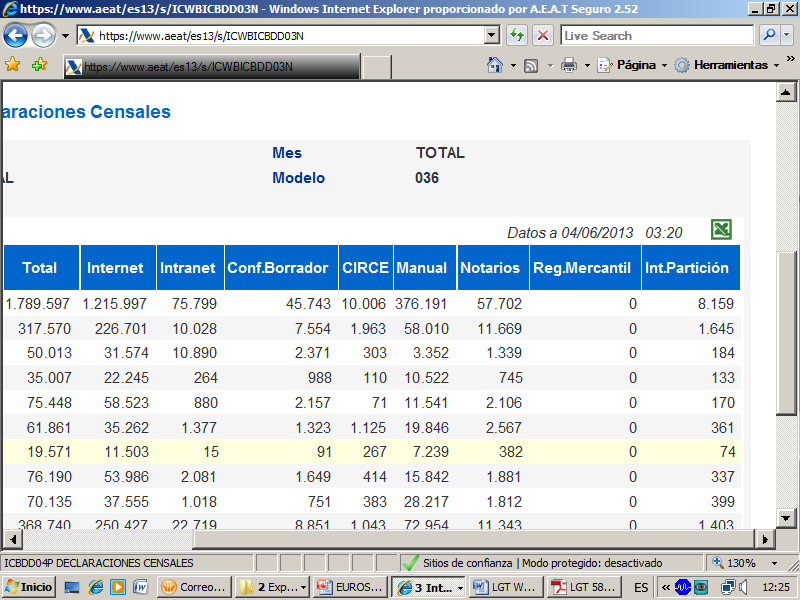 https://www.aeat/es13/s/ICWBICBDD03N - Windows Internet Explorer proporcionado por A.E.A.T Seguro 2.52
https://www.aeat/es13/s/ICWBICBDD03N
Live Search
https://www.aeat/es13/s/ICWBICBDD03N
Página
Herramientas
araciones Censales
Mes TOTAL
AL Modelo 036
Datos a 04/06/2013 03:20
Total Internet Intranet Conf.Borrador CIRCE Manual Notarios Reg.Mercantil Int.Partición
1.789.597 1.215.997 75.799 45.743 10.006 376.191 57.702 0 8.159
317.570 226.701 10.028 7.554 1.963 58.010 11.669 0 1.645
50.013 31.574 10.890 2.371 303 3.352 1.339 0 184
35.007 22.245 264 988 110 10.522 745 0 133
75.448 58.523 880 2.157 71 11.541 2.106 0 170
61.861 35.262 1.377 1.323 1.125 19.846 2.567 0 361
19.571 11.503 15 91 267 7.239 382 0 74
76.190 53.986 2.081 1.649 414 15.842 1.881 0 337
70.135 37.555 1.018 751 383 28.217 1.812 0 399
368.740 250.427 22.719 8.851 1.043 72.954 11.343 0 1.403
ICBDD04P DECLARACIONES CENSALES
Sitios de confianza | Modo protegido: desactivado
130%
Inicio
Correo...
2 Exp...
EUROS...
3 Int...
LGT W...
LGT 58...
ES
12:25